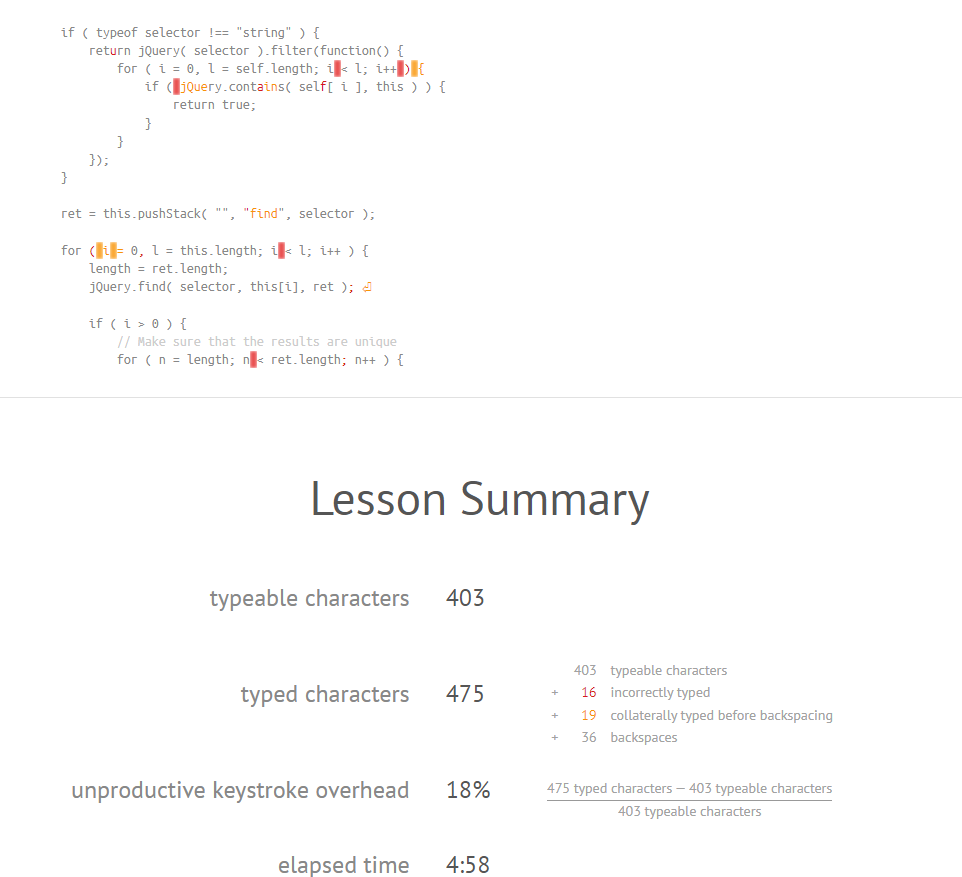 if ( typeof selector !== "string" ) {
return jQuery( selector ).filter(function() {
for ( i = 0, l = self.length; i < l; i++ ) {
if ( jQuery.contains( self[ i ], this ) ) {
return true;
}
}
});
}
ret = this.pushStack( "", "find", selector );
for ( i = 0, l = this.length; i < l; i++ ) {
length = ret.length;
jQuery.find( selector, this[i], ret ); ⏎
if ( i > 0 ) {
// Make sure that the results are unique
for ( n = length; n < ret.length; n++ ) {
Lesson Summary
typeable characters 403
typed characters 475
403 typeable characters
+ 16 incorrectly typed
+ 19 collaterally typed before backspacing
+ 36 backspaces
unproductive keystroke overhead 18%
475 typed characters — 403 typeable characters
403 typeable characters
elapsed time 4:58